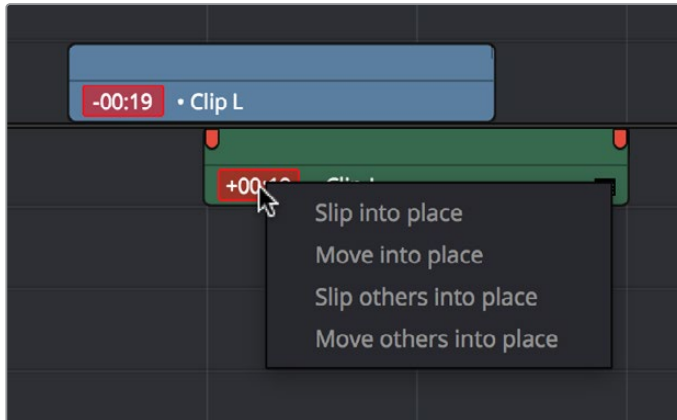 -00:19 • Clip L
Slip into place
Move into place
Slip others into place
Move others into place